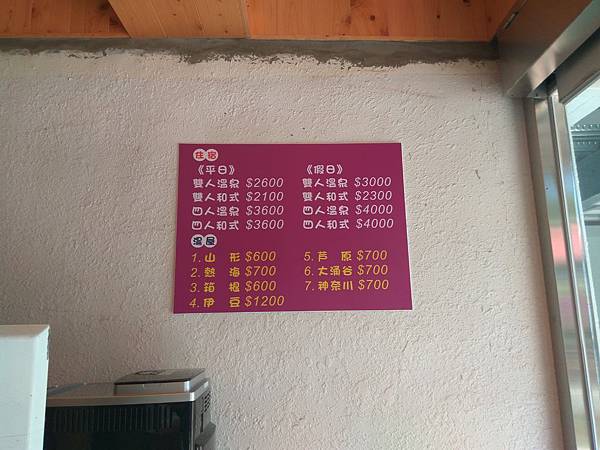 住宿
《平日》 《假日》
雙人溫泉 $2600 雙人溫泉 $3000
雙人和式 $2100 雙人和式 $2300
四人溫泉 $3600 四人溫泉 $4000
四人和式 $3600 四人和式 $4000
湯屋
1. 山 形 $600 5. 芦 原 $700
2. 熱 海 $700 6. 大涌谷 $700
3. 箱 根 $600 7. 神奈川 $700
4. 伊 豆 $1200